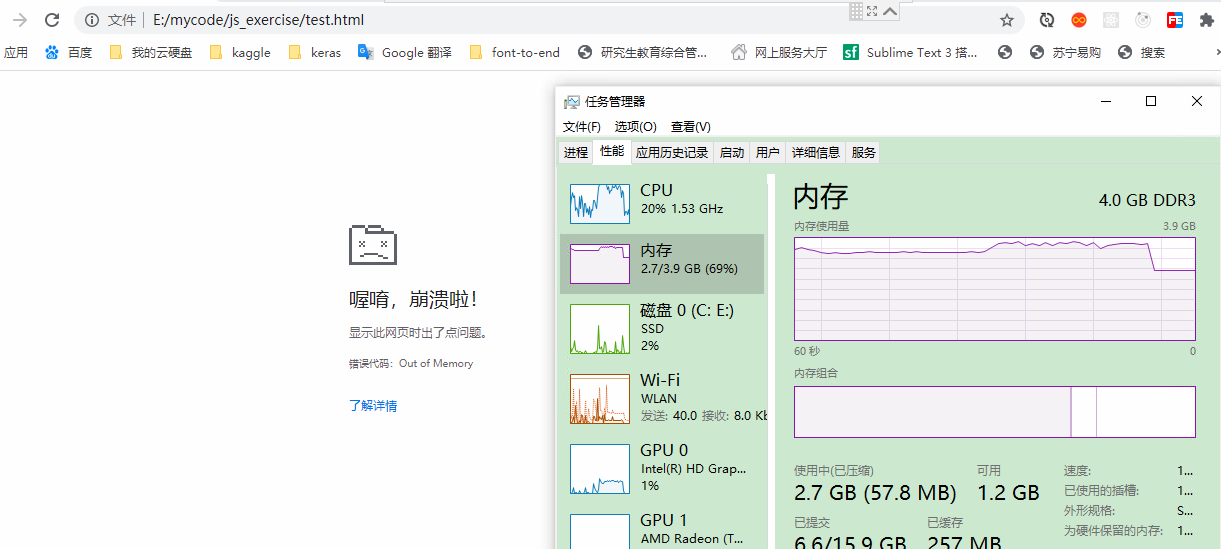 文件 E:/mycode/js_exercise/test.html
应用 百度 我的云硬盘 kaggle keras Google 翻译 font-to-end 研究生教育综合管... 网上服务大厅 sf Sublime Text 3 搭... 苏宁易购 搜索
任务管理器
文件(F) 选项(O) 查看(V)
进程 性能 应用历史记录 启动 用户 详细信息 服务
CPU
20% 1.53 GHz
内存
2.7/3.9 GB (69%)
磁盘 0 (C: E:)
SSD
2%
Wi-Fi
WLAN
发送: 40.0 接收: 8.0 Kb
GPU 0
Intel(R) HD Grap...
1%
GPU 1
AMD Radeon (T...
内存 4.0 GB DDR3
内存使用量 3.9 GB
60 秒 0
内存组合
使用中(已压缩) 可用
2.7 GB (57.8 MB) 1.2 GB
已提交 已缓存
6.6/15.9 GB 257 MB
速度: 1...
已使用的插槽: 1...
外形规格: S...
为硬件保留的内存: 1...
喔唷，崩溃啦！
显示此网页时出了点问题。
错误代码：Out of Memory
了解详情